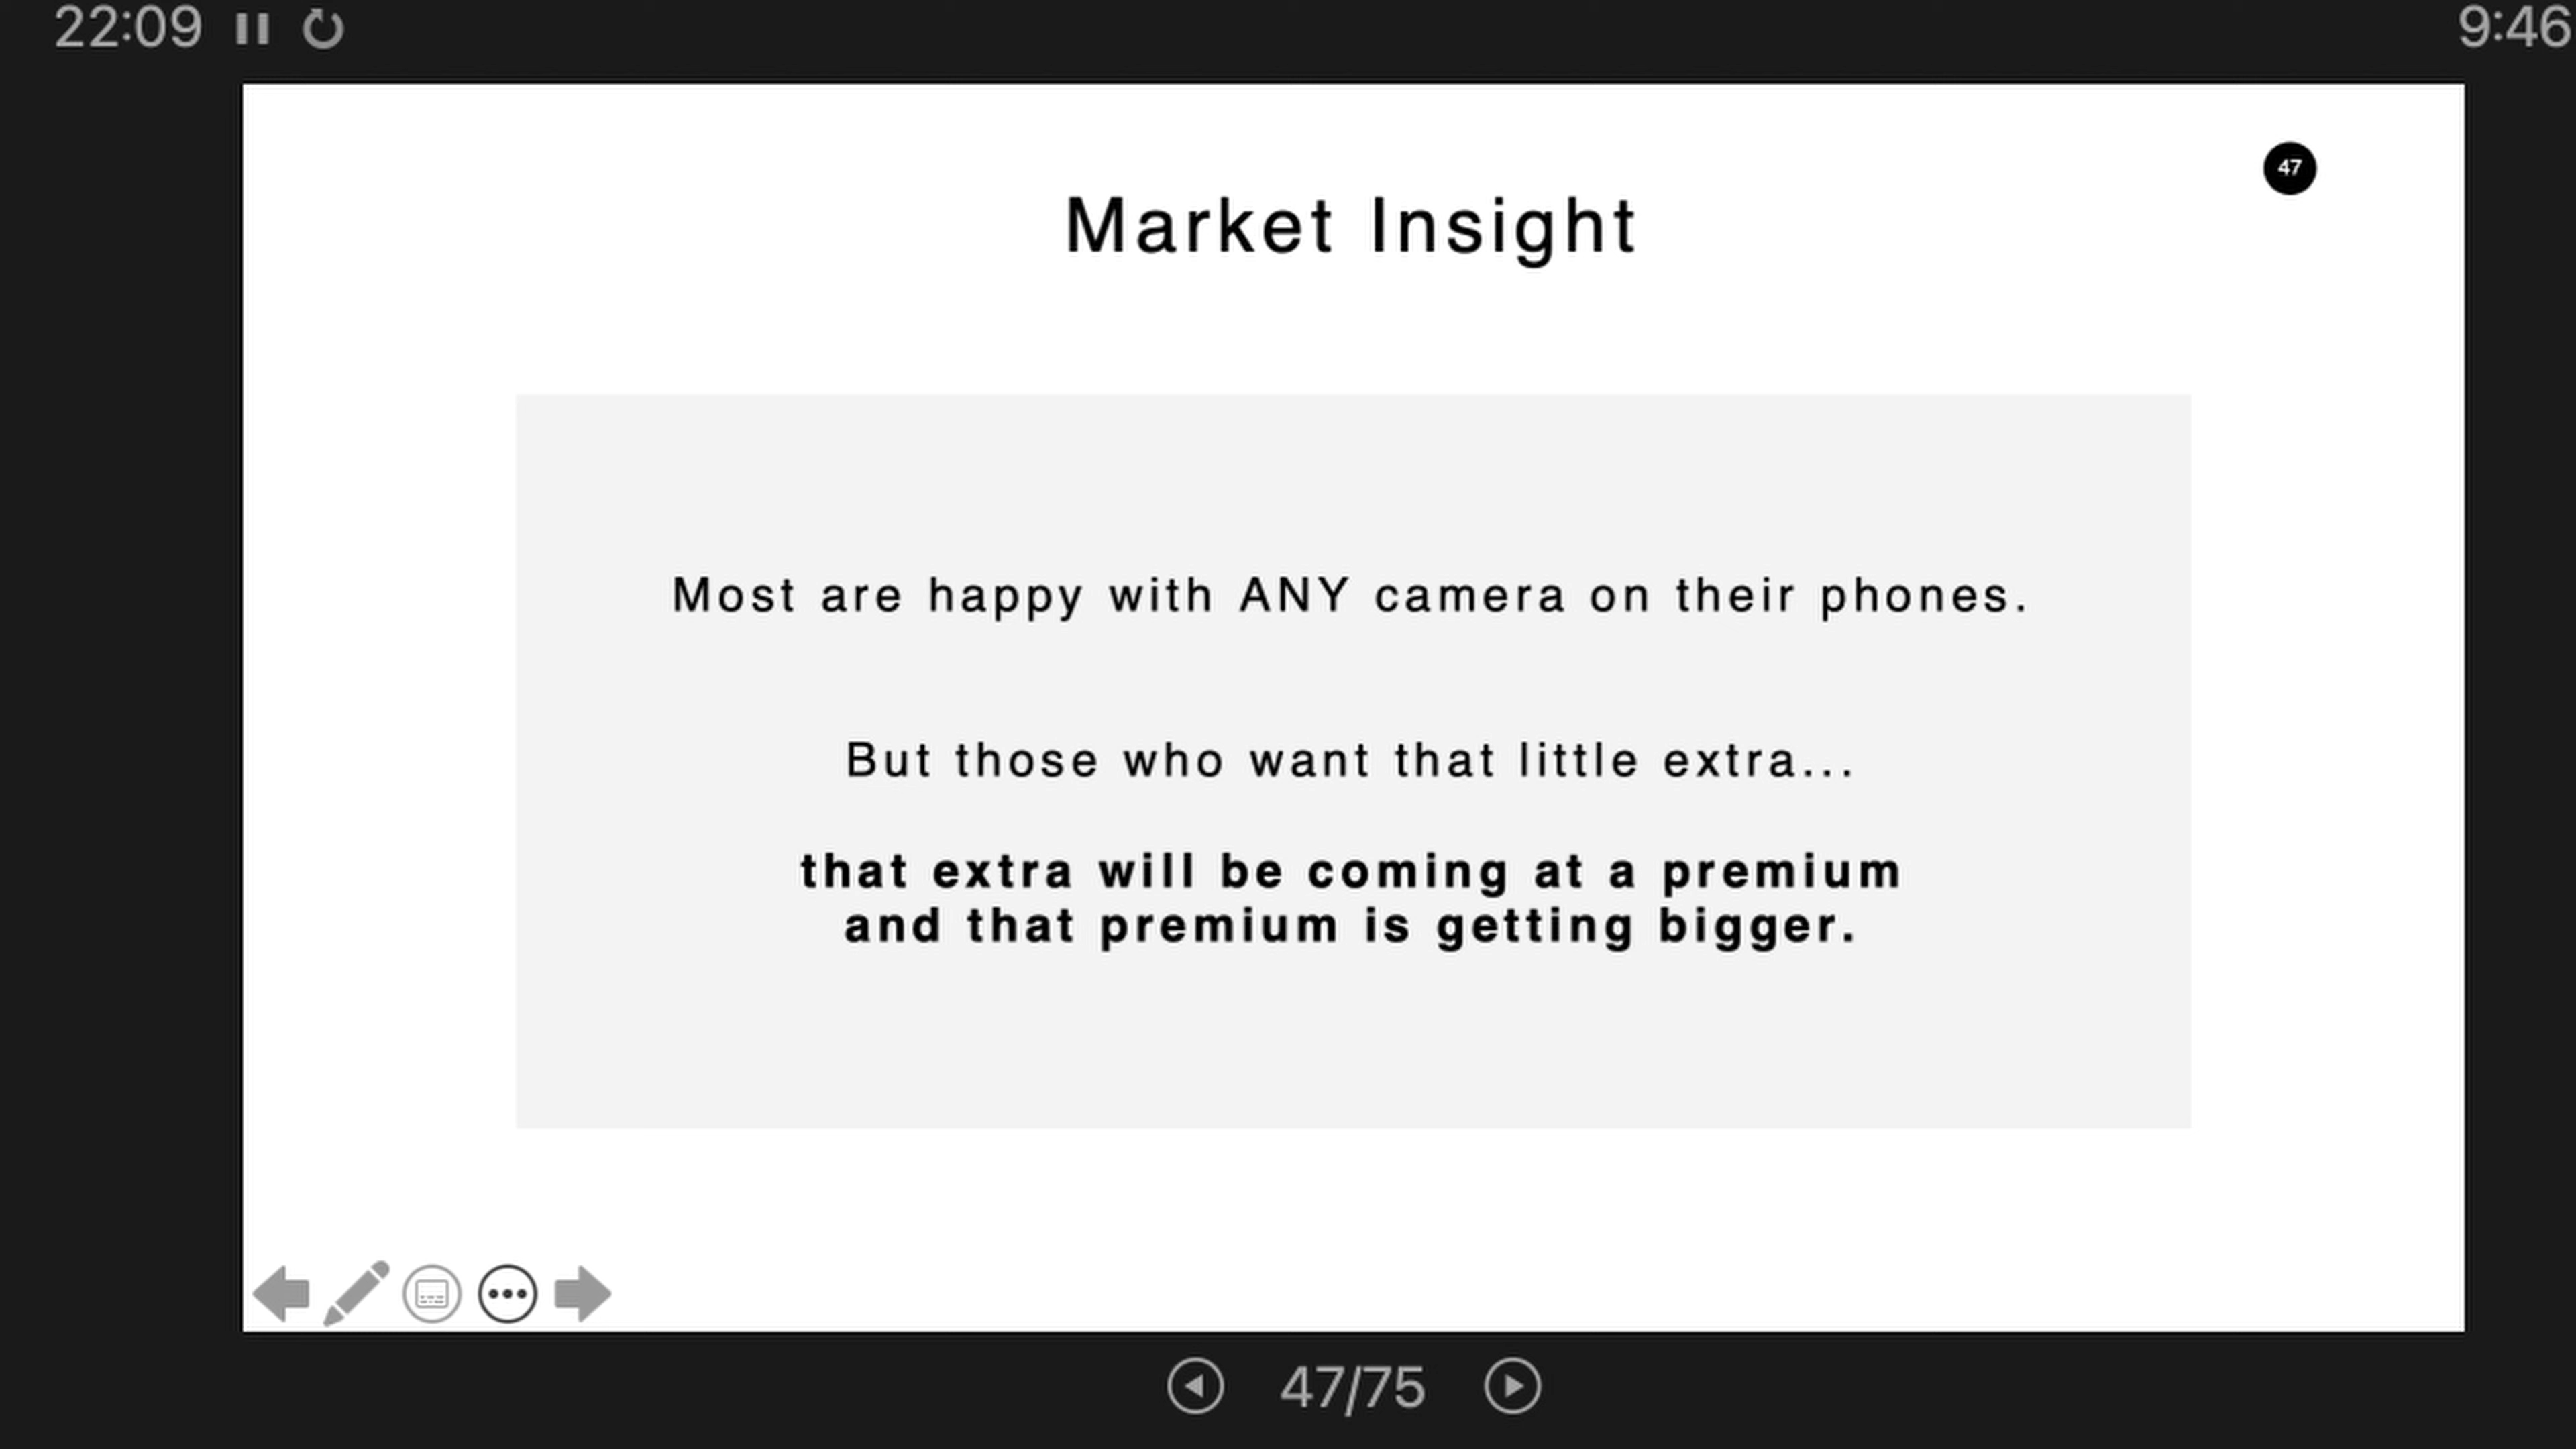 22:09
9:46
47
Market Insight
Most are happy with ANY camera on their phones.
But those who want that little extra...
that extra will be coming at a premium
and that premium is getting bigger.
47/75